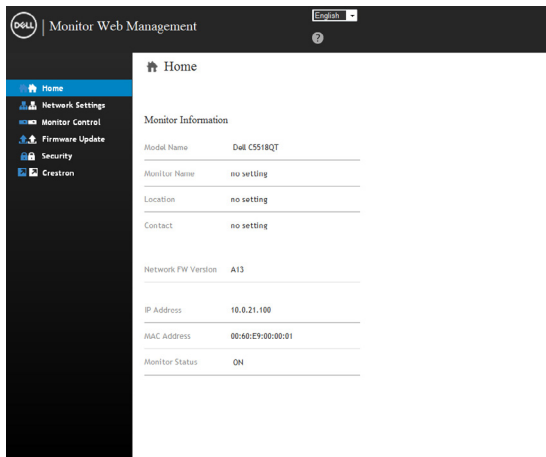 DELL | Monitor Web Management
English
?
Home
Home
Network Settings
Monitor Control
Firmware Update
Security
Crestron
Monitor Information
Model Name Dell C5518QT
Monitor Name no setting
Location no setting
Contact no setting
Network FW Version A13
IP Address 10.0.21.100
MAC Address 00:60:E9:00:00:01
Monitor Status ON